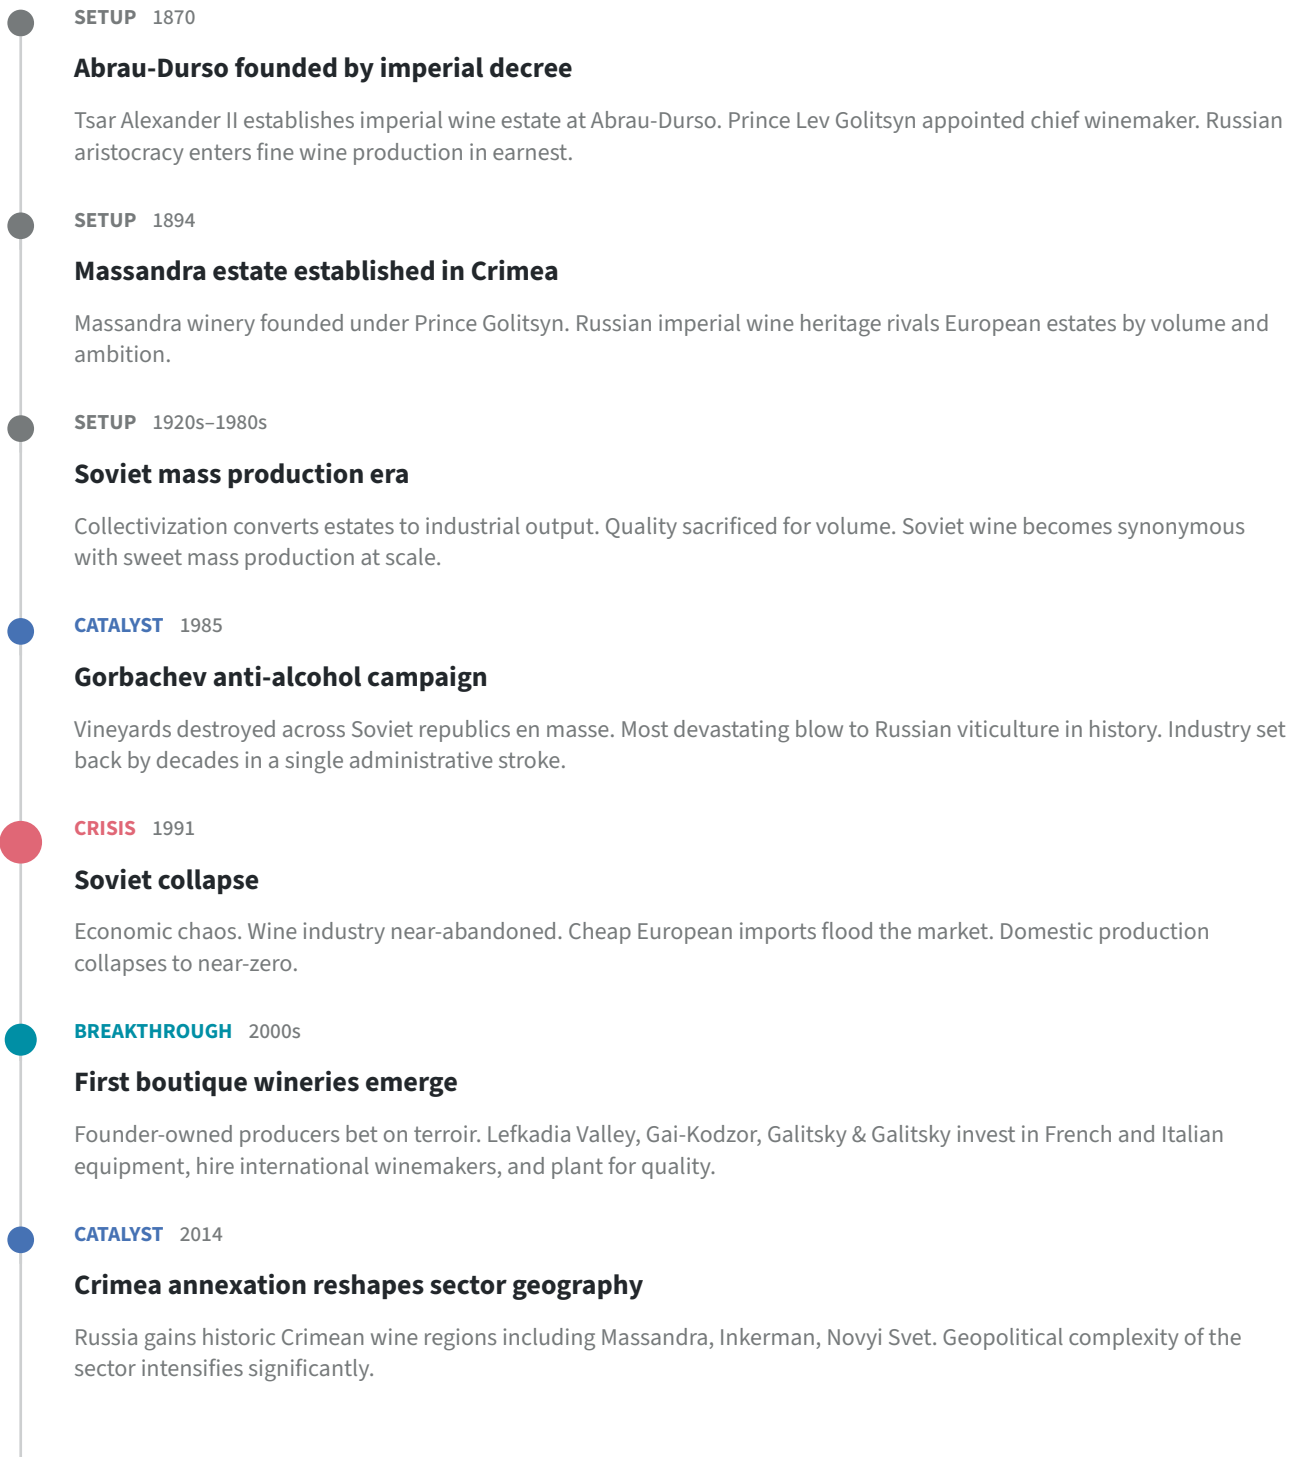 SETUP 1870
Abrau-Durso founded by imperial decree
Tsar Alexander II establishes imperial wine estate at Abrau-Durso. Prince Lev Golitsyn appointed chief winemaker. Russian
aristocracy enters fine wine production in earnest.
SETUP 1894
Massandra estate established in Crimea
Massandra winery founded under Prince Golitsyn. Russian imperial wine heritage rivals European estates by volume and
ambition.
SETUP 1920s–1980s
Soviet mass production era
Collectivization converts estates to industrial output. Quality sacrificed for volume. Soviet wine becomes synonymous
with sweet mass production at scale.
CATALYST 1985
Gorbachev anti-alcohol campaign
Vineyards destroyed across Soviet republics en masse. Most devastating blow to Russian viticulture in history. Industry set
back by decades in a single administrative stroke.
CRISIS 1991
Soviet collapse
Economic chaos. Wine industry near-abandoned. Cheap European imports flood the market. Domestic production
collapses to near-zero.
BREAKTHROUGH 2000s
First boutique wineries emerge
Founder-owned producers bet on terroir. Lefkadia Valley, Gai-Kodzor, Galitsky & Galitsky invest in French and Italian
equipment, hire international winemakers, and plant for quality.
CATALYST 2014
Crimea annexation reshapes sector geography
Russia gains historic Crimean wine regions including Massandra, Inkerman, Novyi Svet. Geopolitical complexity of the
sector intensifies significantly.